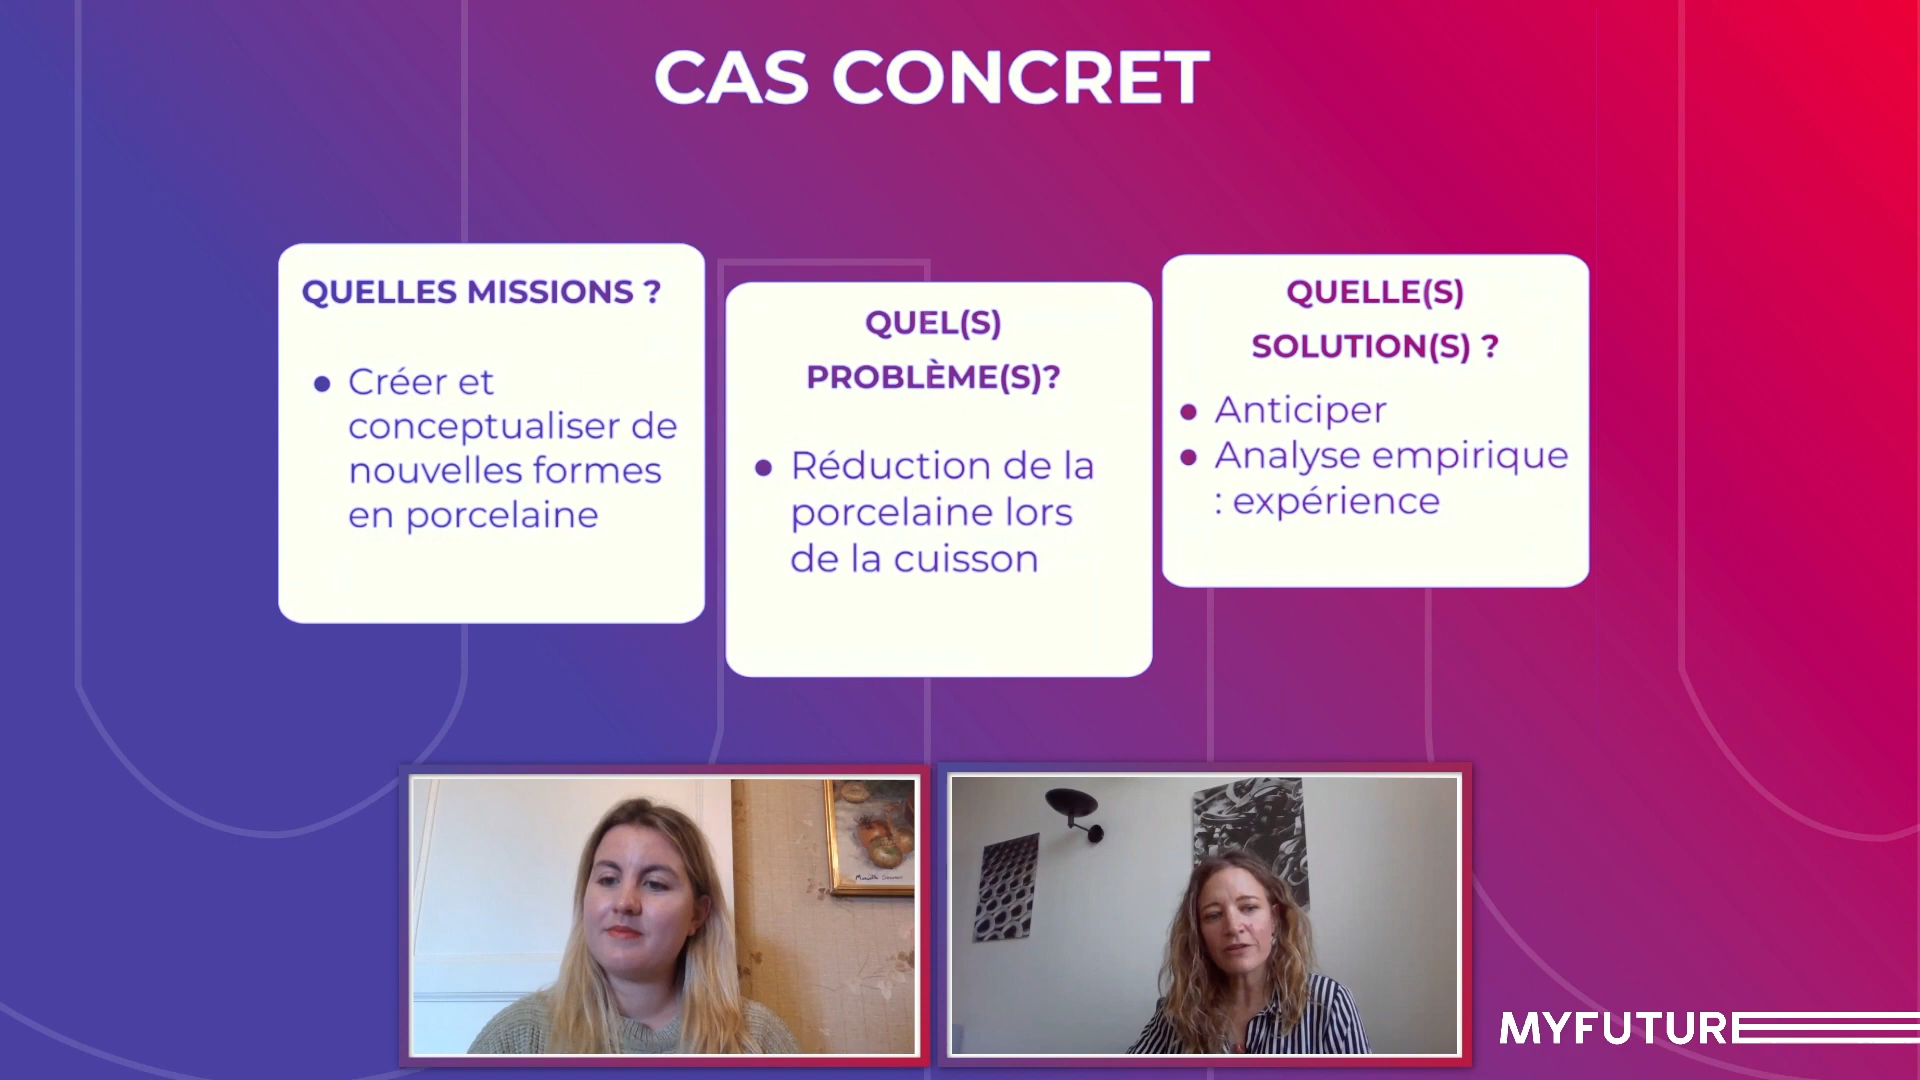 CAS CONCRET
QUELLES MISSIONS ?
● Créer et
conceptualiser de
nouvelles formes
en porcelaine
QUEL(S)
PROBLÈME(S)?
● Réduction de la
porcelaine lors
de la cuisson
QUELLE(S)
SOLUTION(S) ?
● Anticiper
● Analyse empirique
: expérience
MYFUTURE